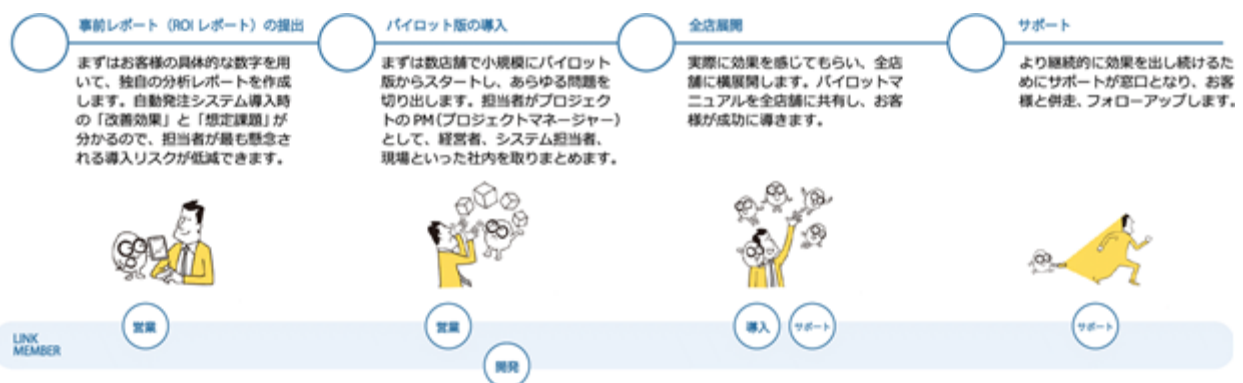 事前レポート（ROIレポート）の提出
まずはお客様の具体的な数字を用
いて、独自の分析レポートを作成
します。自動発注システム導入時
の「改善効果」と「想定課題」が
分かるので、担当者が最も懸念さ
れる導入リスクが低減できます。
パイロット版の導入
まずは数店舗で小規模にパイロット
版からスタートし、あらゆる問題を
切り出します。担当者がプロジェク
トのPM（プロジェクトマネージャー）
として、経営者、システム担当者、
現場といった社内を取りまとめます。
全店展開
実際に効果を感じてもらい、全店
舗に横展開します。パイロットマ
ニュアルを全店舗に共有し、お客
様が成功に導きます。
サポート
より継続的に効果を出し続けるた
めにサポートが窓口となり、お客
様と併走、フォローアップします。
LINK
MEMBER
営業
営業
開発
導入
サポート
サポート